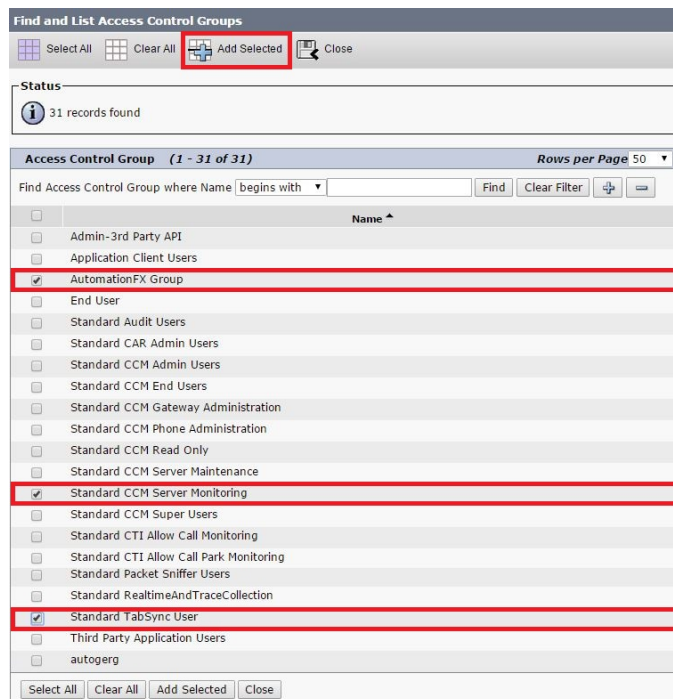 Find and List Access Control Groups
Select All Clear All Add Selected Close
Status
31 records found
Access Control Group (1 - 31 of 31) Rows per Page 50
Find Access Control Group where Name begins with Find Clear Filter
Name
Admin-3rd Party API
Application Client Users
AutomationFX Group
End User
Standard Audit Users
Standard CAR Admin Users
Standard CCM Admin Users
Standard CCM End Users
Standard CCM Gateway Administration
Standard CCM Phone Administration
Standard CCM Read Only
Standard CCM Server Maintenance
Standard CCM Server Monitoring
Standard CCM Super Users
Standard CTI Allow Call Monitoring
Standard CTI Allow Call Park Monitoring
Standard Packet Sniffer Users
Standard RealtimeAndTraceCollection
Standard TabSync User
Third Party Application Users
autogerg
Select All Clear All Add Selected Close